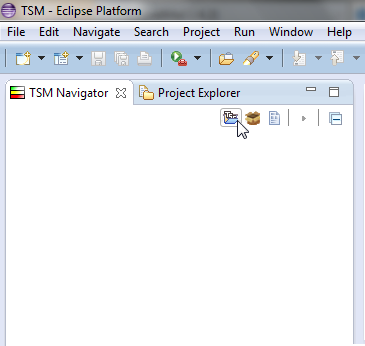 TSM - Eclipse Platform
File Edit Navigate Search Project Run Window Help
TSM Navigator Project Explorer